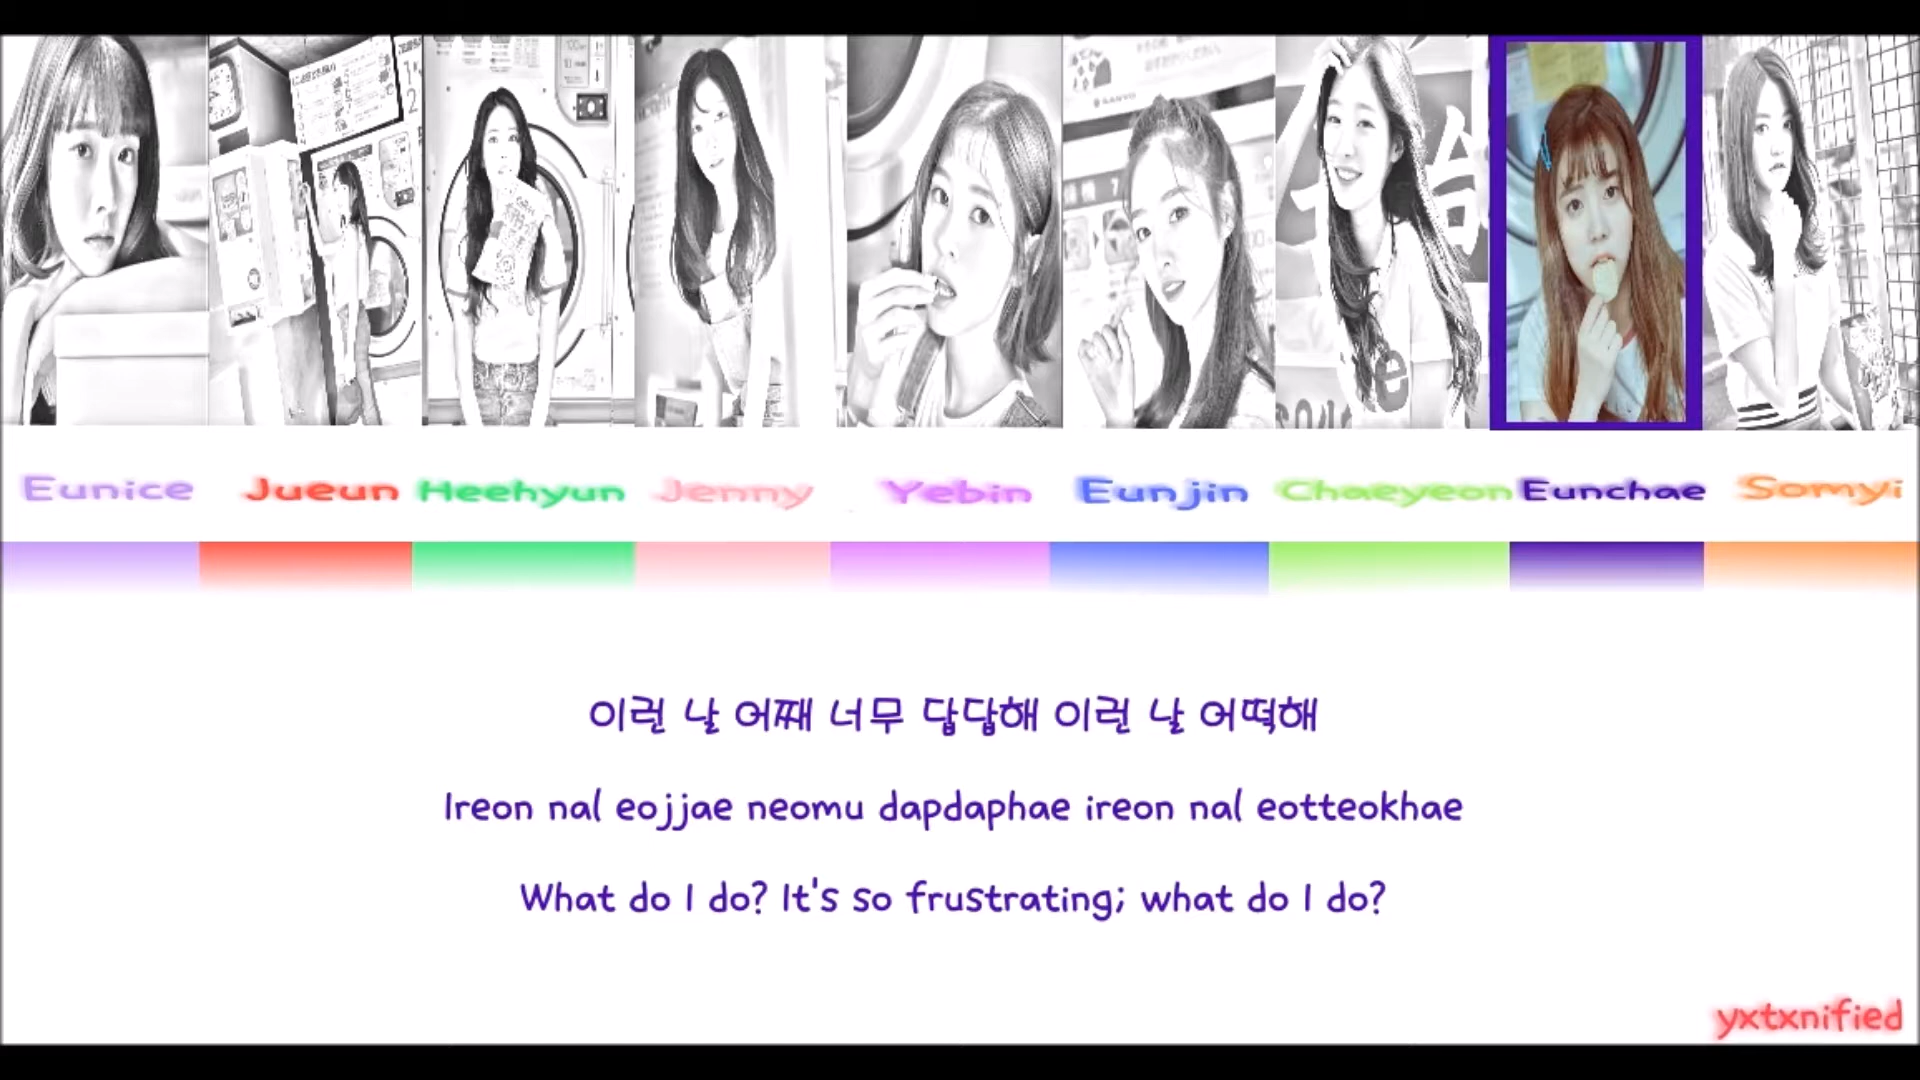 SANYO
Eunice Jueun Heehyun Jenny Yebin Eunjin Chaeyeon Eunchae Somyi
이런 날 어째 너무 답답해 이런 날 어떡해
Ireon nal eojjae neomu dapdaphae ireon nal eotteokhae
What do I do? It's so frustrating; what do I do?
yxtxnified